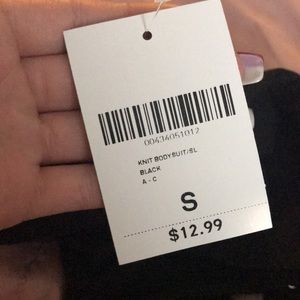 00434051012
KNIT BODYSUIT/SL
BLACK
A - C
S
$12.99